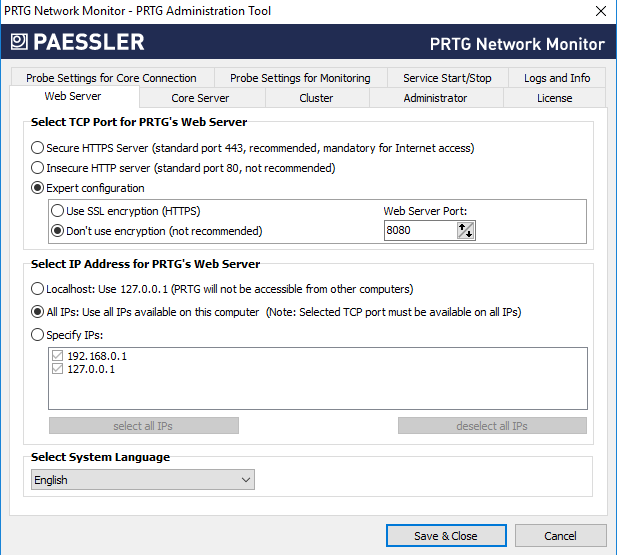 PRTG Network Monitor - PRTG Administration Tool
PAESSLER
PRTG Network Monitor
Probe Settings for Core Connection
Probe Settings for Monitoring
Service Start/Stop
Logs and Info
Web Server
Core Server
Cluster
Administrator
License
Select TCP Port for PRTG's Web Server
Secure HTTPS Server (standard port 443, recommended, mandatory for Internet access)
Insecure HTTP server (standard port 80, not recommended)
Expert configuration
Use SSL encryption (HTTPS)
Web Server Port:
Don't use encryption (not recommended)
8080
Select IP Address for PRTG's Web Server
Localhost: Use 127.0.0.1 (PRTG will not be accessible from other computers)
All IPs: Use all IPs available on this computer (Note: Selected TCP port must be available on all IPs)
Specify IPs:
192.168.0.1
127.0.0.1
select all IPs
deselect all IPs
Select System Language
English
Save & Close
Cancel